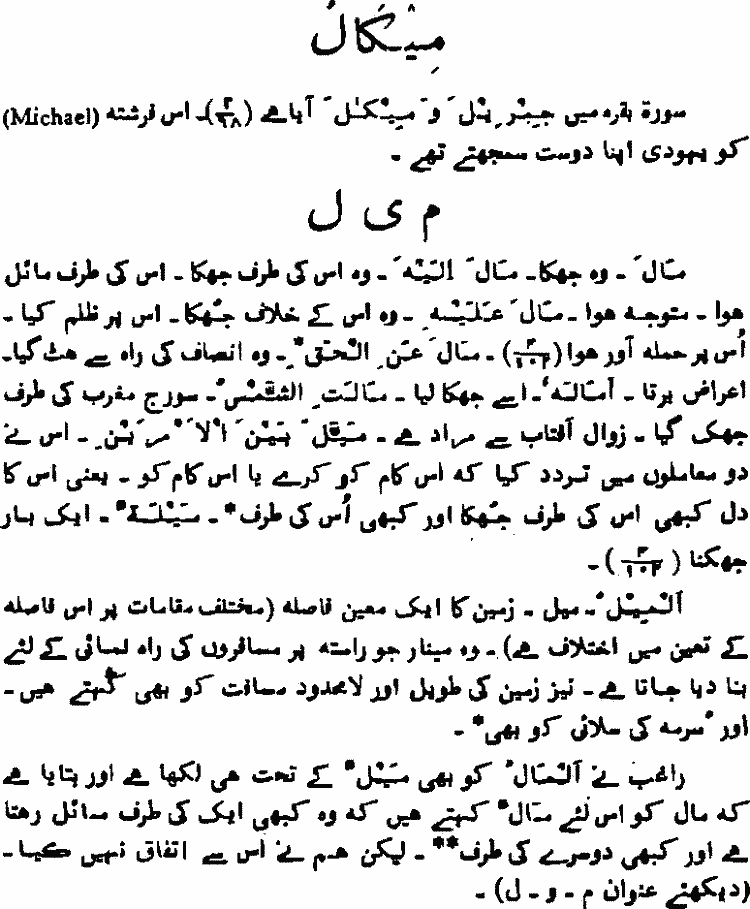 مِیْکَالُ
سورۃ بقرہ میں جِبْرِیْلَ وَ مِیْکٰلَ آیا ہے (۲/۹۸)۔ اس فرشتہ (Michael)
کو یہودی اپنا دوست سمجھتے تھے ۔
م ی ل
مَالَ ۔ وہ جھکا۔ مَالَ اِلَیْہِ ۔ وہ اس کی طرف جھکا ۔ اس کی طرف مائل
ہوا ۔ متوجہ ہوا ۔ مَالَ عَلَیْہِ ۔ وہ اس کے خلاف جُھکا۔ اس پر ظلم کیا ۔
اُس پر حملہ آور ہوا (۴/۱۰۲) ۔ مَالَ عَنِ الْحَقِّ* ۔ وہ انصاف کی راہ سے ہٹ گیا۔
اعراض برتا ۔ اَمَالَہٗ ۔ اسے جھکا لیا ۔ مَالَتِ الشَّمْسُ ۔ سورج مغرب کی طرف
جھک گیا ۔ زوال آفتاب سے مراد ہے ۔ مَیَّلَ بَیْنَ الْاَمْرَیْنِ ۔ اس نے
دو معاملوں میں تردد کیا کہ اس کام کو کرے یا اس کام کو ۔ یعنی اس کا
دل کبھی اس کی طرف جُھکا اور کبھی اُس کی طرف* ۔ مَیْلَۃٌ ۔ ایک بار
جھکنا (۴/۱۰۲) ۔
اَلْمِیْلُ ۔ میل ۔ زمین کا ایک معین فاصلہ (مختلف مقامات پر اس فاصلہ
کے تعین میں اختلاف ہے) ۔ وہ مینار جو راستہ پر مسافروں کی راہ نمائی کے لئے
بنا دیا جاتا ہے ۔ نیز زمین کی طویل اور لامحدود مسافت کو بھی کہتے ہیں ۔
اور سُرمہ کی سلائی کو بھی* ۔
راغب نے اَلْمَالُ کو بھی مَیْلٌ کے تحت ہی لکھا ہے اور بتایا ہے
کہ مال کو اس لئے مَالٌ کہتے ہیں کہ وہ کبھی ایک کی طرف مائل رہتا
ہے اور کبھی دوسرے کی طرف** ۔ لیکن ہم نے اس سے اتفاق نہیں کیا ۔
(دیکھئے عنوان م ۔ و ۔ ل) ۔